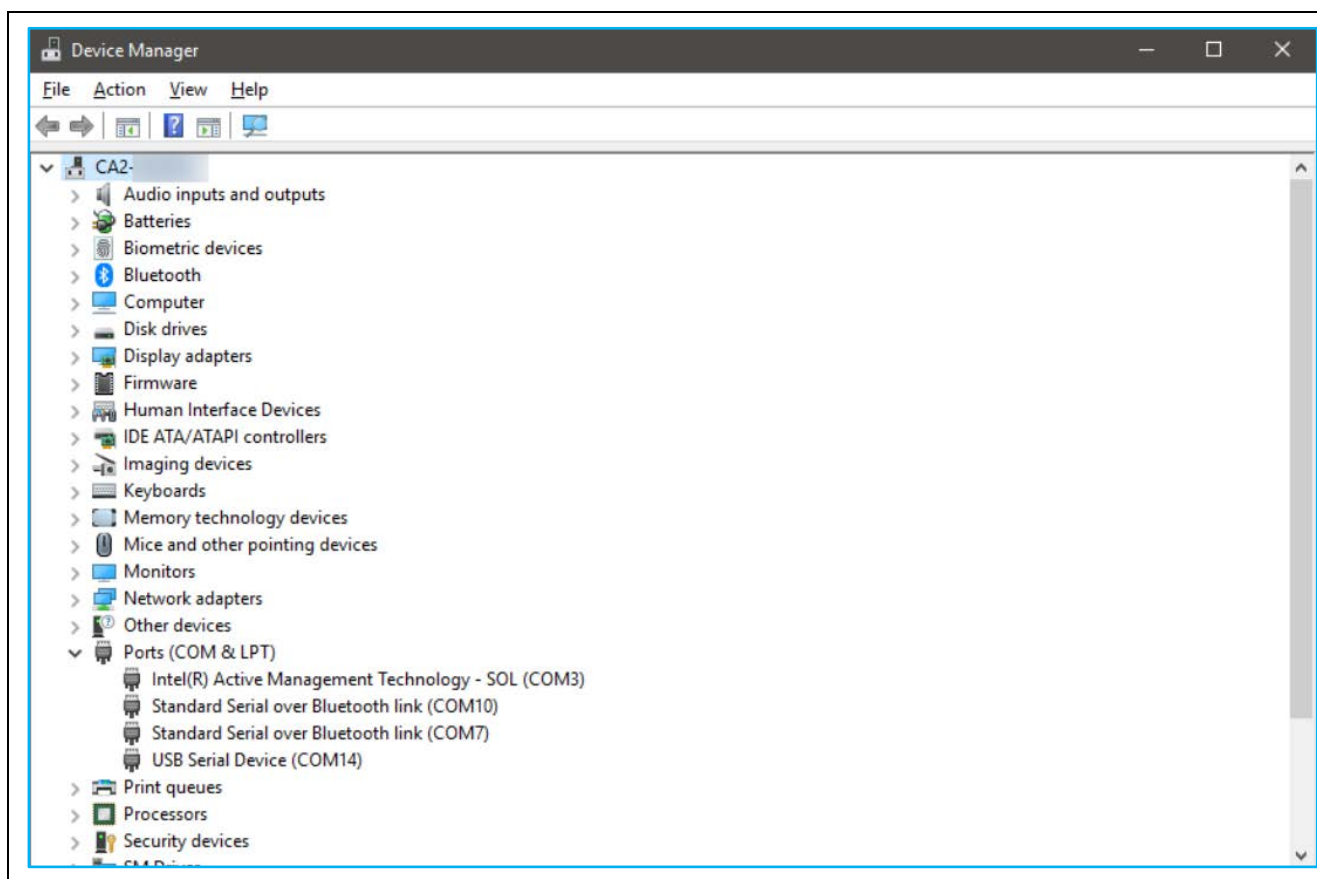 Device Manager
File Action View Help
CA2-
Audio inputs and outputs
Batteries
Biometric devices
Bluetooth
Computer
Disk drives
Display adapters
Firmware
Human Interface Devices
IDE ATA/ATAPI controllers
Imaging devices
Keyboards
Memory technology devices
Mice and other pointing devices
Monitors
Network adapters
Other devices
Ports (COM & LPT)
Intel(R) Active Management Technology - SOL (COM3)
Standard Serial over Bluetooth link (COM10)
Standard Serial over Bluetooth link (COM7)
USB Serial Device (COM14)
Print queues
Processors
Security devices